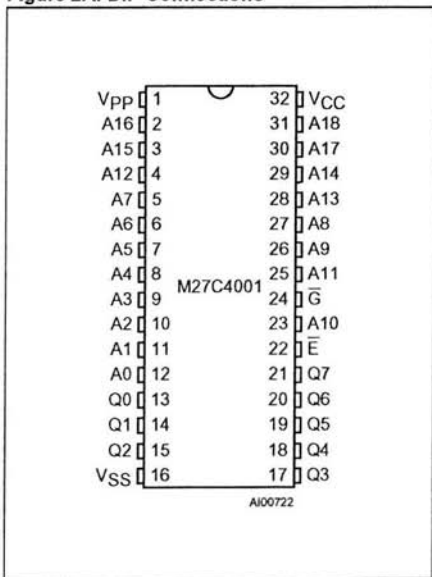 Figure 2A. DIP Connections
VPP 1 32 VCC
A16 2 31 A18
A15 3 30 A17
A12 4 29 A14
A7 5 28 A13
A6 6 27 A8
A5 7 26 A9
A4 8 25 A11
M27C4001
A3 9 24 G̅
A2 10 23 A10
A1 11 22 E̅
A0 12 21 Q7
Q0 13 20 Q6
Q1 14 19 Q5
Q2 15 18 Q4
VSS 16 17 Q3
AI00722